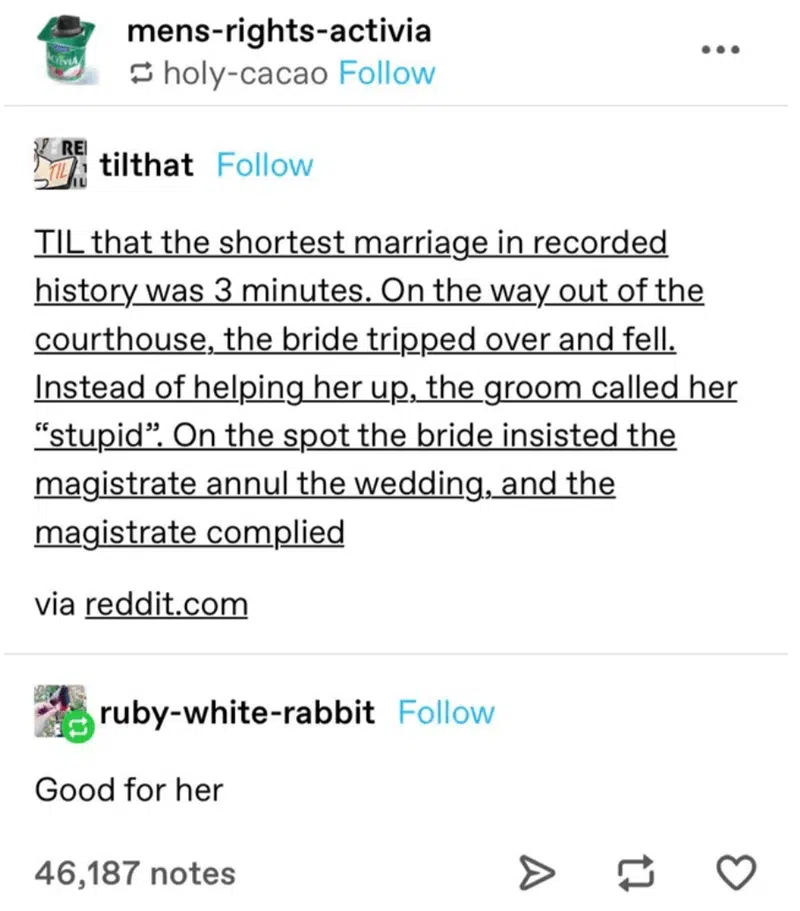 mens-rights-activia
holy-cacao Follow
ACTIVIA
RE
TIL
tilthat Follow
TIL that the shortest marriage in recorded
history was 3 minutes. On the way out of the
courthouse, the bride tripped over and fell.
Instead of helping her up, the groom called her
“stupid”. On the spot the bride insisted the
magistrate annul the wedding, and the
magistrate complied
via reddit.com
ruby-white-rabbit Follow
Good for her
46,187 notes